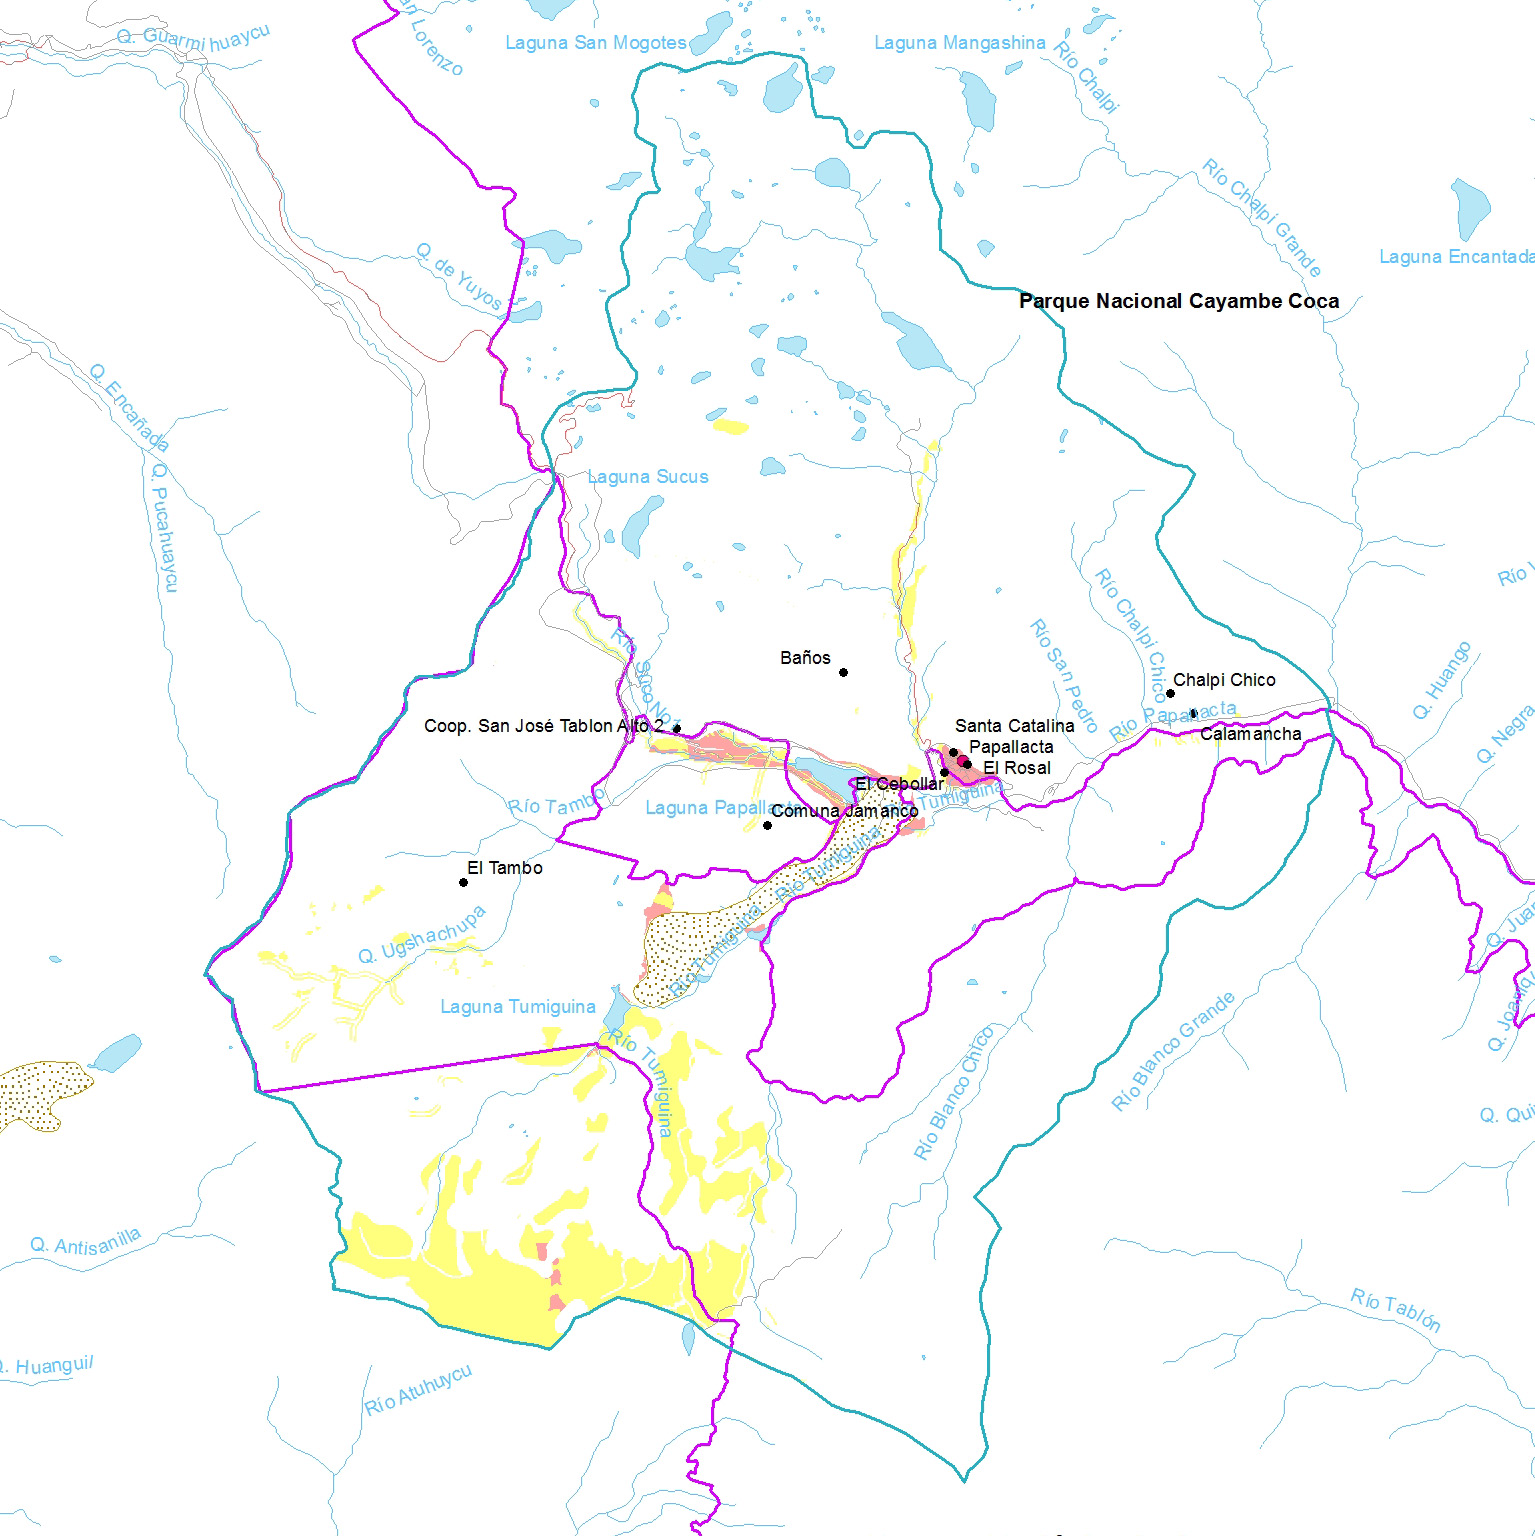 Q. Guarmi huaycu
Lorenzo
Laguna San Mogotes
Laguna Mangashina
Río Chalpi
Río Chalpi Grande
Laguna Encantada
Q. de Yuyos
Parque Nacional Cayambe Coca
Q. Encañada
Q. Pucahuaycu
Laguna Sucus
Río Chalpi Chico
Río San Pedro
Río
Q. Huango
Q. Negra
Río Suco No1
Baños
Chalpi Chico
Río Papallacta
Calamancha
Coop. San José Tablon Alto 2
Santa Catalina
Papallacta
El Rosal
El Cebollar
Río Tambo
Laguna Papallacta
Comuna Jamanco
Tumiguina
Río Tumiguina
El Tambo
Q. Ugshachupa
Río Tumiguina
Laguna Tumiguina
Río Tumiguina
Río Blanco Chico
Río Blanco Grande
Q. Juan
Q. Joaniq/
Q. Qui
Q. Antisanilla
Río Tablón
Q. Huangui/
Río Atuhuycu